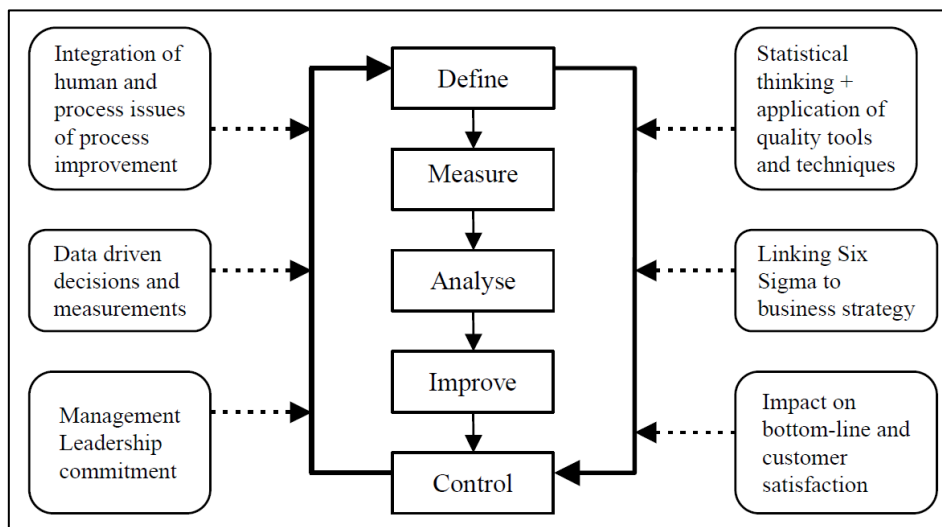 Integration of
human and
process issues
of process
improvement
Data driven
decisions and
measurements
Management
Leadership
commitment
Define
Measure
Analyse
Improve
Control
Statistical
thinking +
application of
quality tools
and techniques
Linking Six
Sigma to
business strategy
Impact on
bottom-line and
customer
satisfaction